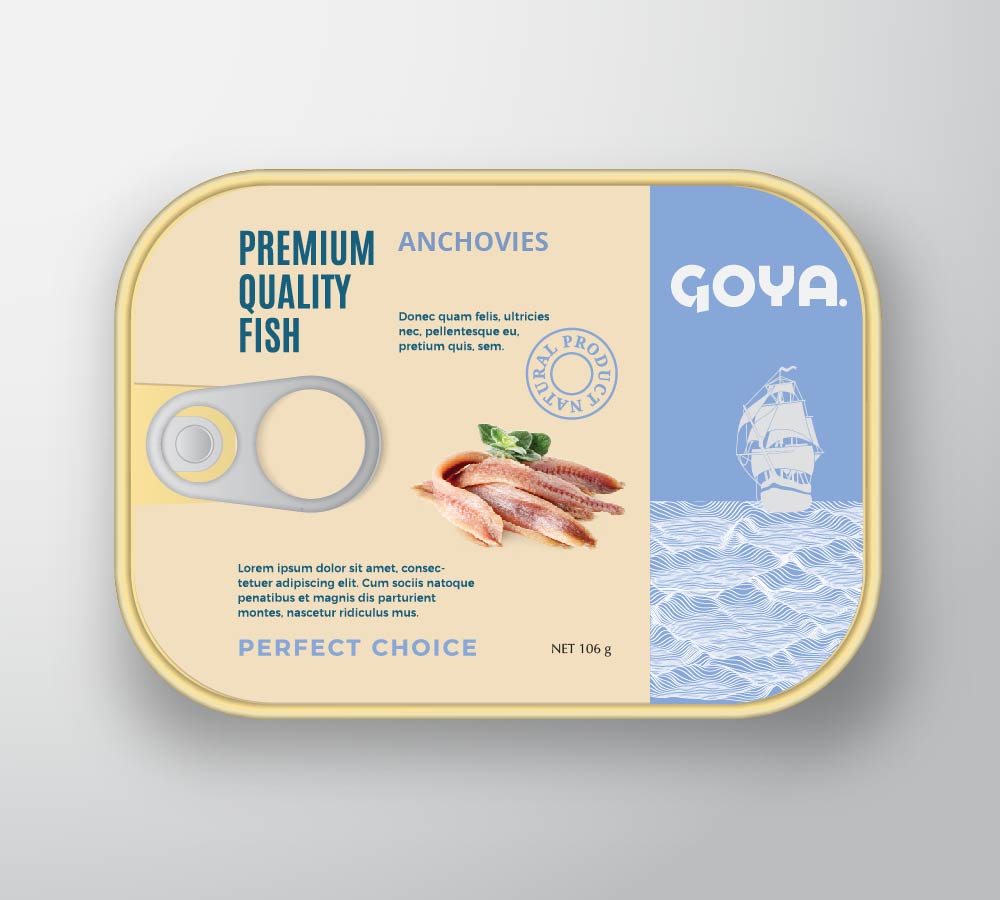 PREMIUM
QUALITY
FISH
ANCHOVIES
Donec quam felis, ultricies
nec, pellentesque eu,
pretium quis, sem.
NATURAL PRODUCT
Lorem ipsum dolor sit amet, consec-
tetuer adipiscing elit. Cum sociis natoque
penatibus et magnis dis parturient
montes, nascetur ridiculus mus.
PERFECT CHOICE
NET 106 g
GOYA.